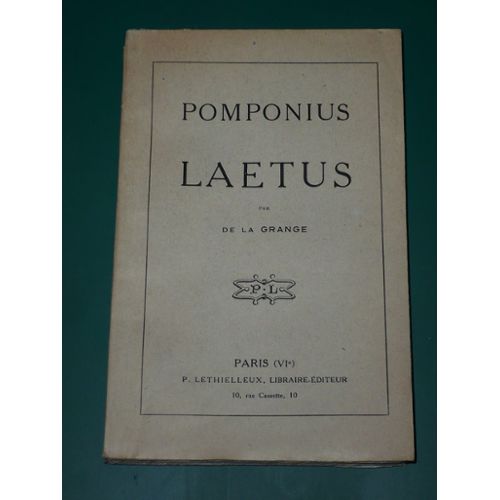 POMPONIUS
LAETUS
PAR
DE LA GRANGE
P.L
PARIS (VIe)
P. LETHIELLEUX, LIBRAIRE-ÉDITEUR
10, rue Cassette, 10